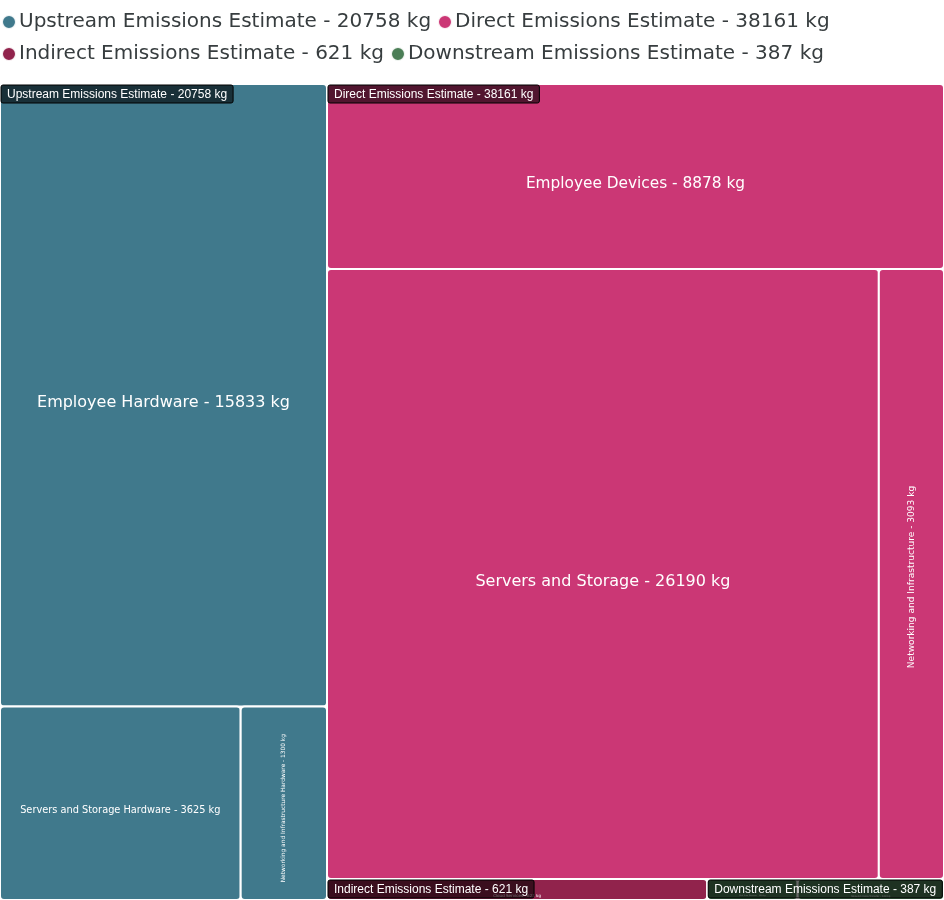 Upstream Emissions Estimate - 20758 kg Direct Emissions Estimate - 38161 kg
Indirect Emissions Estimate - 621 kg Downstream Emissions Estimate - 387 kg
Upstream Emissions Estimate - 20758 kg
Direct Emissions Estimate - 38161 kg
Employee Devices - 8878 kg
Employee Hardware - 15833 kg
Servers and Storage - 26190 kg
Networking and Infrastructure - 3093 kg
Servers and Storage Hardware - 3625 kg
Networking and Infrastructure Hardware - 1300 kg
Indirect Emissions Estimate - 621 kg
Downstream Emissions Estimate - 387 kg